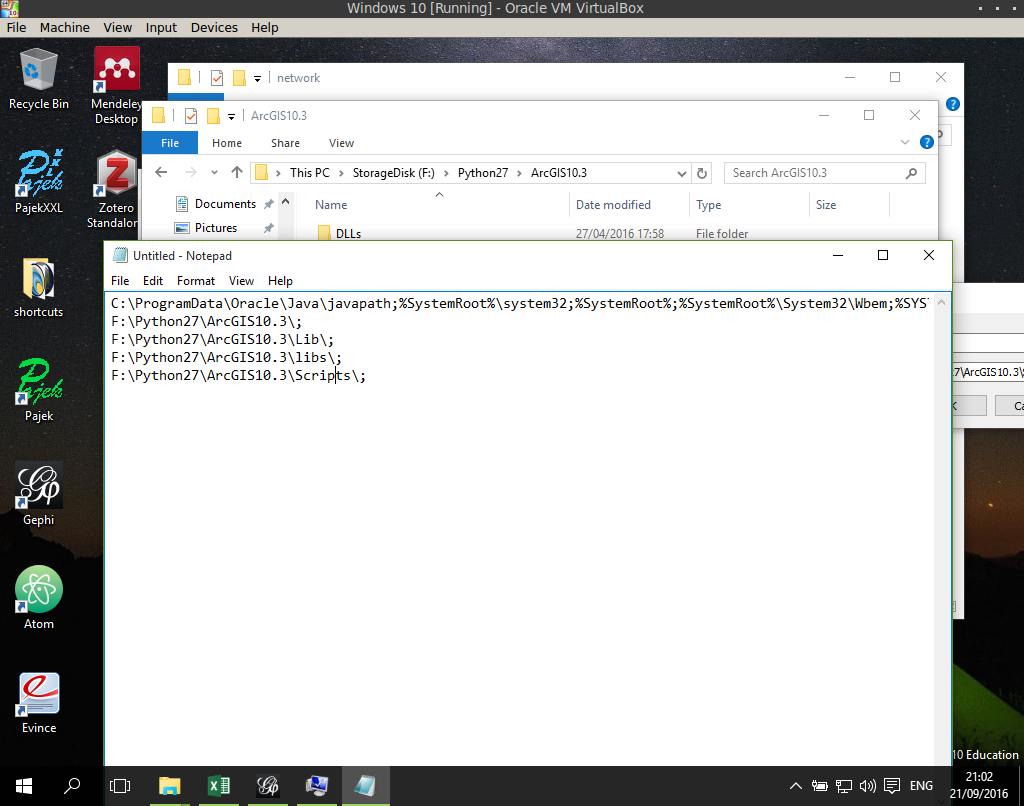 Windows 10 [Running] - Oracle VM VirtualBox
File Machine View Input Devices Help
Recycle Bin
Mendeley Desktop
PajekXXL
Zotero Standalon
shortcuts
Pajek
Gephi
Atom
Evince
network
ArcGIS10.3
File Home Share View
This PC > StorageDisk (F:) > Python27 > ArcGIS10.3
Search ArcGIS10.3
Documents
Pictures
Name Date modified Type Size
DLLs 27/04/2016 17:58 File folder
Untitled - Notepad
File Edit Format View Help
C:\ProgramData\Oracle\Java\javapath;%SystemRoot%\system32;%SystemRoot%;%SystemRoot%\System32\Wbem;%SYS
F:\Python27\ArcGIS10.3\;
F:\Python27\ArcGIS10.3\Lib\;
F:\Python27\ArcGIS10.3\libs\;
F:\Python27\ArcGIS10.3\Scripts\;
7\ArcGIS10.3\
K
Ca
10 Education
ENG
21:02
21/09/2016